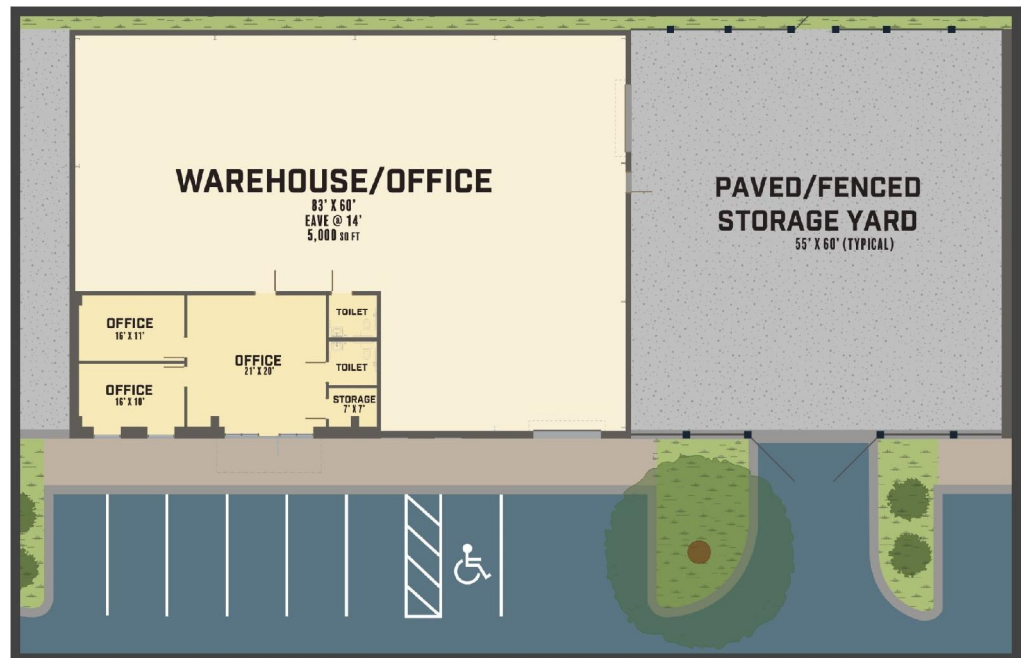 WAREHOUSE/OFFICE
83' X 60'
EAVE @ 14'
5,000 SQ FT
PAVED/FENCED
STORAGE YARD
55' X 60' (TYPICAL)
OFFICE
16' X 11'
OFFICE
16' X 10'
OFFICE
21' X 20'
TOILET
TOILET
STORAGE
7' X 7'